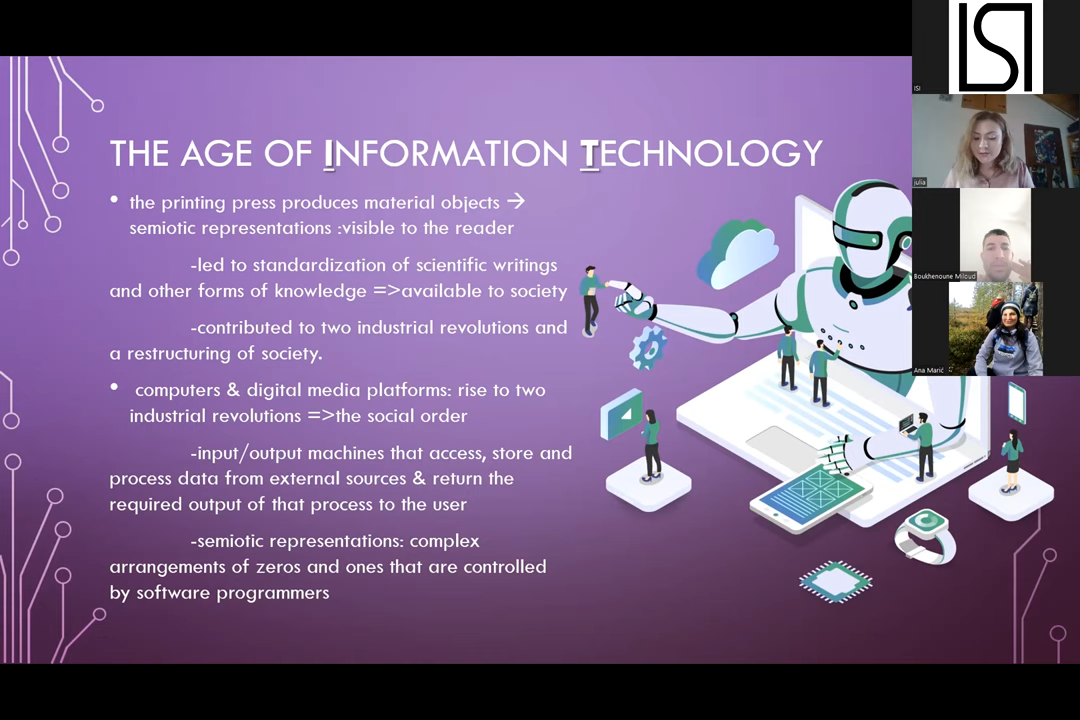 THE AGE OF INFORMATION TECHNOLOGY
• the printing press produces material objects →
semiotic representations :visible to the reader
-led to standardization of scientific writings
and other forms of knowledge =>available to society
-contributed to two industrial revolutions and
a restructuring of society.
• computers & digital media platforms: rise to two
industrial revolutions =>the social order
-input/output machines that access, store and
process data from external sources & return the
required output of that process to the user
-semiotic representations: complex
arrangements of zeros and ones that are controlled
by software programmers
ISI
ISI
julia
Boukhenoune Miloud
Ana Marić